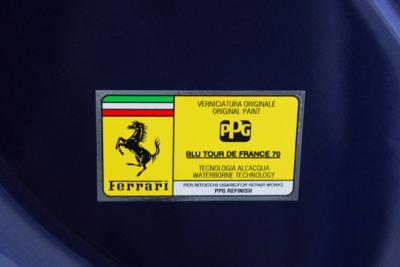 VERNICIATURA ORIGINALE
ORIGINAL PAINT
PPG
BLU TOUR DE FRANCE 70
TECNOLOGIA ALL'ACQUA
WATERBORNE TECHNOLOGY
Ferrari
PER RITOCCHI USARE/FOR REPAIR WORKS
PPG REFINISH